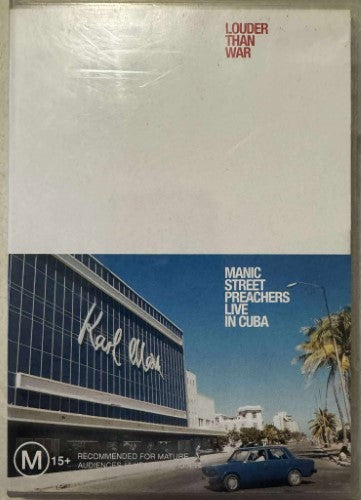 LOUDER
THAN
WAR
MANIC
STREET
PREACHERS
LIVE
IN CUBA
Karl Marx
M 15+
RECOMMENDED FOR MATURE
AUDIENCES